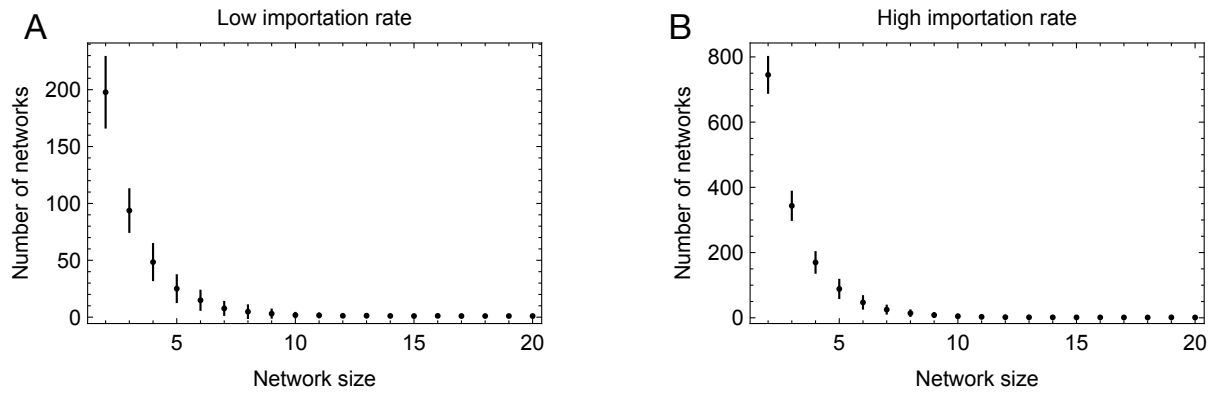 A
Low importation rate
Number of networks
200
150
100
50
0
5
10
15
20
Network size
B
High importation rate
Number of networks
800
600
400
200
0
5
10
15
20
Network size